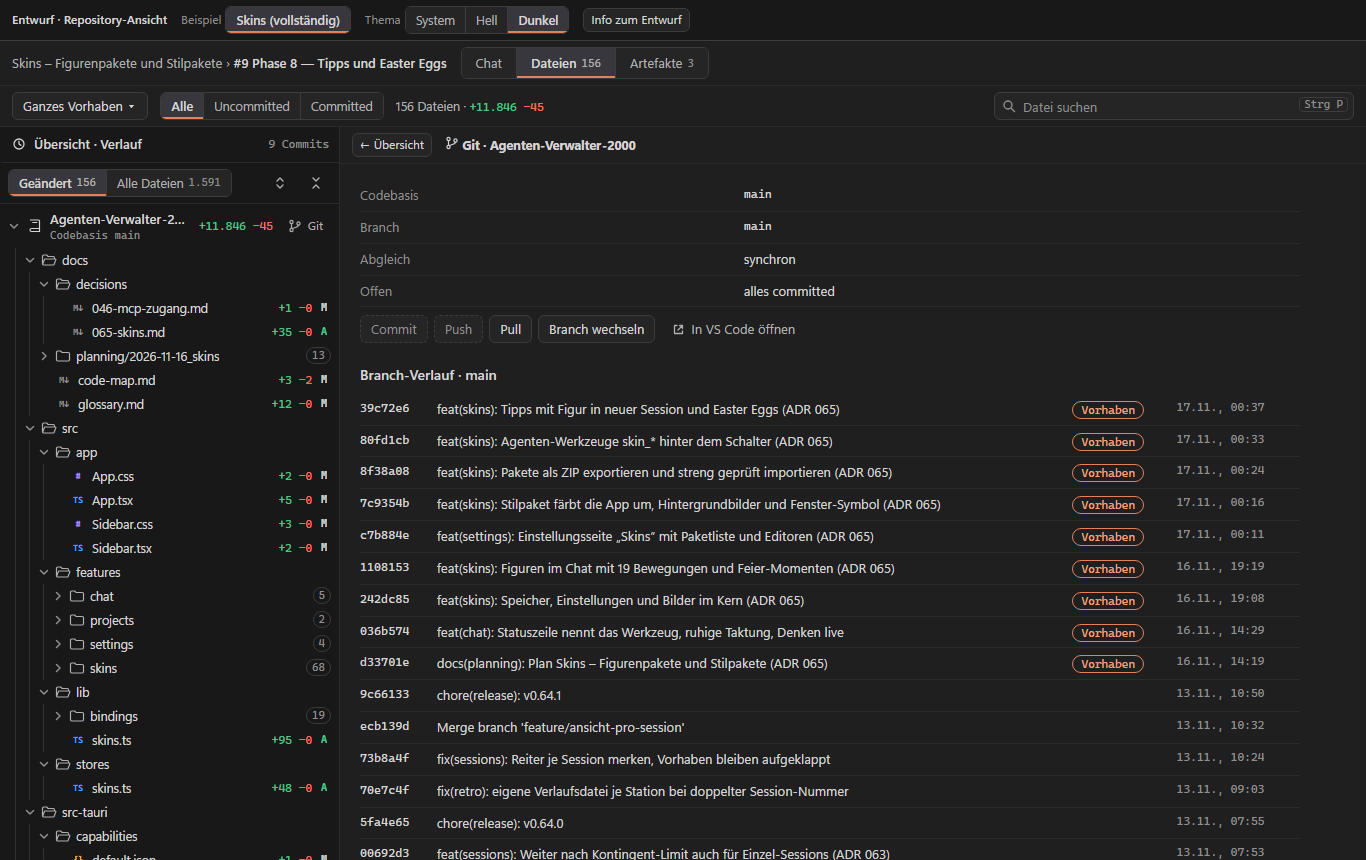 Entwurf · Repository-Ansicht Beispiel Skins (vollständig) Thema System Hell Dunkel Info zum Entwurf
Skins – Figurenpakete und Stilpakete › #9 Phase 8 — Tipps und Easter Eggs Chat Dateien 156 Artefakte 3
Ganzes Vorhaben Alle Uncommitted Committed 156 Dateien · +11.846 −45 Datei suchen Strg P
Übersicht · Verlauf 9 Commits
Geändert 156 Alle Dateien 1.591
Agenten-Verwalter-2... +11.846 −45 Git
Codebasis main
docs
decisions
M↓ 046-mcp-zugang.md +1 −0 M
M↓ 065-skins.md +35 −0 A
planning/2026-11-16_skins 13
M↓ code-map.md +3 −2 M
M↓ glossary.md +12 −0 M
src
app
# App.css +2 −0 M
TS App.tsx +5 −0 M
# Sidebar.css +3 −0 M
TS Sidebar.tsx +2 −0 M
features
chat 5
projects 2
settings 4
skins 68
lib
bindings 19
TS skins.ts +95 −0 A
stores
TS skins.ts +48 −0 A
src-tauri
capabilities
{} default.json +1 −0 M
← Übersicht Git · Agenten-Verwalter-2000
Codebasis main
Branch main
Abgleich synchron
Offen alles committed
Commit Push Pull Branch wechseln In VS Code öffnen
Branch-Verlauf · main
39c72e6 feat(skins): Tipps mit Figur in neuer Session und Easter Eggs (ADR 065) Vorhaben 17.11., 00:37
80fd1cb feat(skins): Agenten-Werkzeuge skin_* hinter dem Schalter (ADR 065) Vorhaben 17.11., 00:33
8f38a08 feat(skins): Pakete als ZIP exportieren und streng geprüft importieren (ADR 065) Vorhaben 17.11., 00:24
7c9354b feat(skins): Stilpaket färbt die App um, Hintergrundbilder und Fenster-Symbol (ADR 065) Vorhaben 17.11., 00:16
c7b884e feat(settings): Einstellungsseite „Skins“ mit Paketliste und Editoren (ADR 065) Vorhaben 17.11., 00:11
1108153 feat(skins): Figuren im Chat mit 19 Bewegungen und Feier-Momenten (ADR 065) Vorhaben 16.11., 19:19
242dc85 feat(skins): Speicher, Einstellungen und Bilder im Kern (ADR 065) Vorhaben 16.11., 19:08
036b574 feat(chat): Statuszeile nennt das Werkzeug, ruhige Taktung, Denken live Vorhaben 16.11., 14:29
d33701e docs(planning): Plan Skins – Figurenpakete und Stilpakete (ADR 065) Vorhaben 16.11., 14:19
9c66133 chore(release): v0.64.1 13.11., 10:50
ecb139d Merge branch 'feature/ansicht-pro-session' 13.11., 10:32
73b8a4f fix(sessions): Reiter je Session merken, Vorhaben bleiben aufgeklappt 13.11., 10:24
70e7c4f fix(retro): eigene Verlaufsdatei je Station bei doppelter Session-Nummer 13.11., 09:03
5fa4e65 chore(release): v0.64.0 13.11., 07:55
00692d3 feat(sessions): Weiter nach Kontingent-Limit auch für Einzel-Sessions (ADR 063) 13.11., 07:53